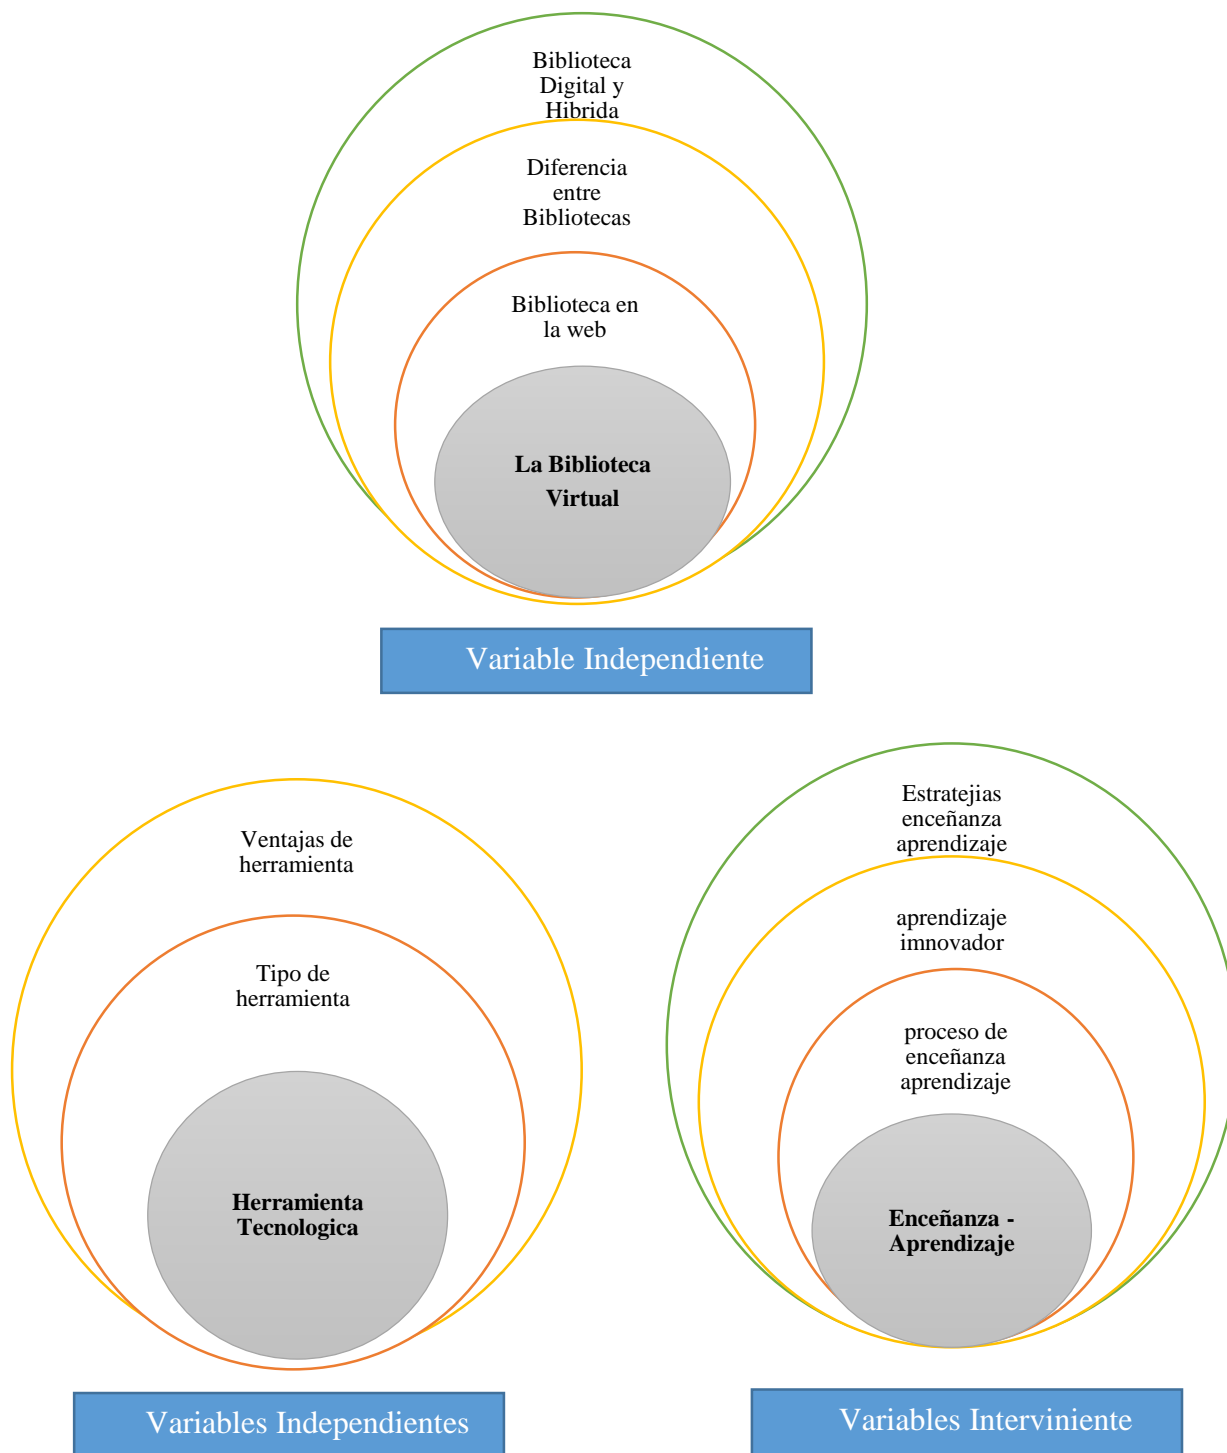 Biblioteca
Digital y
Hibrida
Diferencia
entre
Bibliotecas
Biblioteca en
la web
La Biblioteca
Virtual
Variable Independiente
Ventajas de
herramienta
Tipo de
herramienta
Herramienta
Tecnologica
Variables Independientes
Estratejias
enceñanza
aprendizaje
aprendizaje
imnovador
proceso de
enceñanza
aprendizaje
Enceñanza -
Aprendizaje
Variables Interviniente